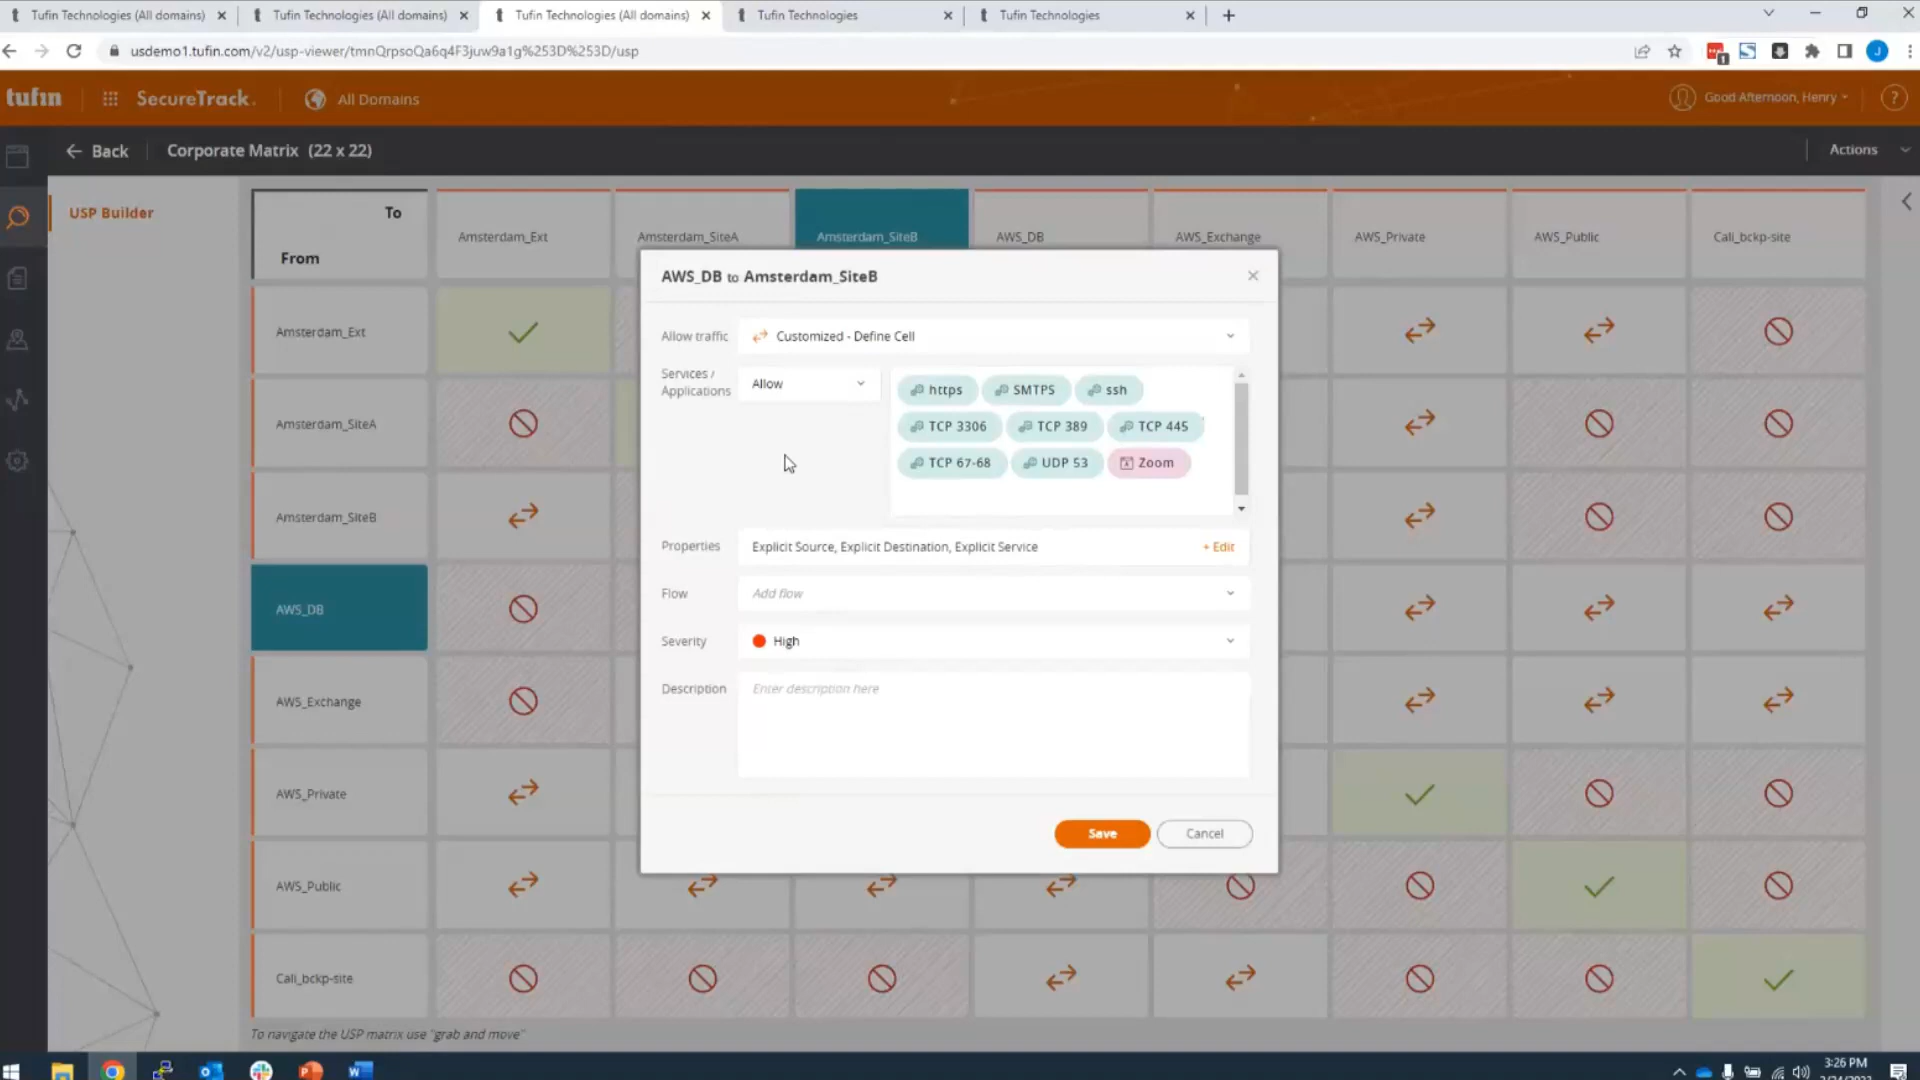 Tufin Technologies (All domains)
Tufin Technologies (All domains)
Tufin Technologies (All domains)
Tufin Technologies
Tufin Technologies
usdemo1.tufin.com/v2/usp-viewer/tmnQrpsoQa6q4F3juw9a1g%253D%253D/usp
1
J
tufin
SecureTrack.
All Domains
Good Afternoon, Henry
?
Back
Corporate Matrix (22 x 22)
Actions
USP Builder
To
From
Amsterdam_Ext
Amsterdam_SiteA
Amsterdam_SiteB
AWS_DB
AWS_Exchange
AWS_Private
AWS_Public
Cali_bckp-site
Amsterdam_Ext
Amsterdam_SiteA
Amsterdam_SiteB
AWS_DB
AWS_Exchange
AWS_Private
AWS_Public
Cali_bckp-site
AWS_DB to Amsterdam_SiteB
Allow traffic
Customized - Define Cell
Services /
Applications
Allow
https SMTPS ssh
TCP 3306 TCP 389 TCP 445
TCP 67-68 UDP 53 Zoom
Properties
Explicit Source, Explicit Destination, Explicit Service
+ Edit
Flow
Add flow
Severity
High
Description
Enter description here
Save
Cancel
To navigate the USP matrix use "grab and move"
3:26 PM